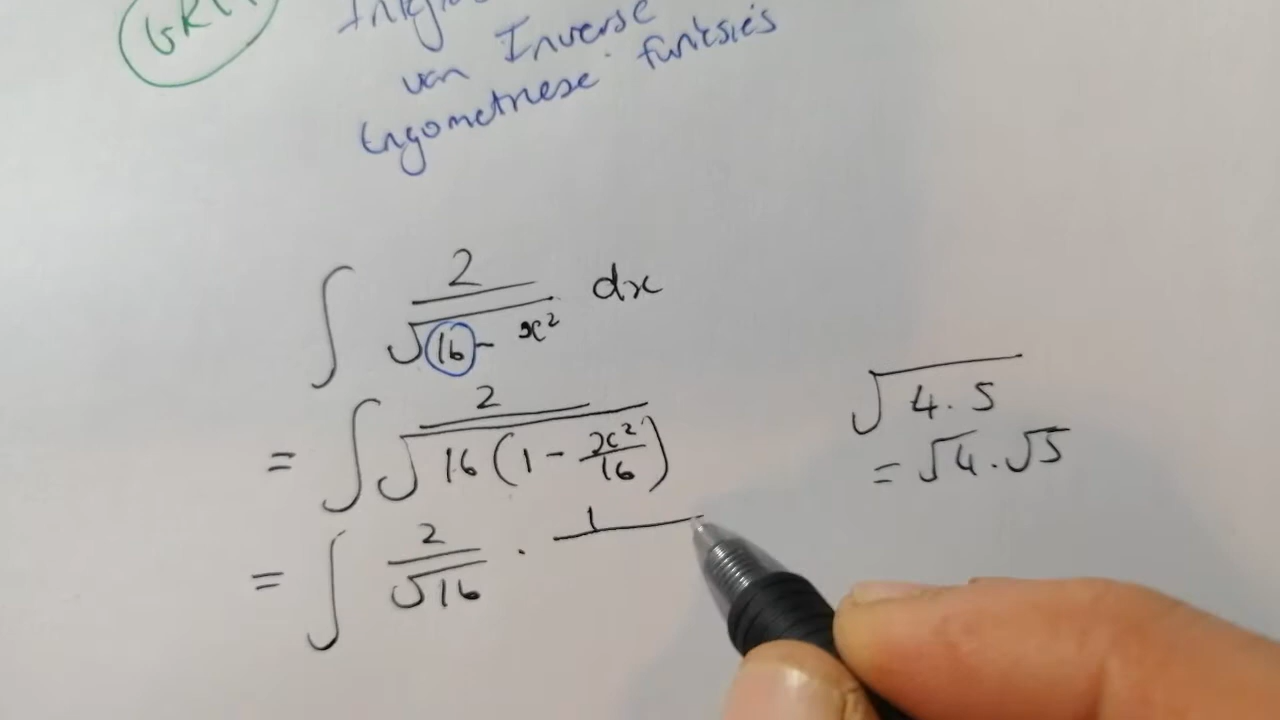 van Inverse
trigometriese funksies
∫ 2/√(16 - x²) dx
= ∫ 2/√(16(1 - x²/16))
= ∫ 2/√16 · 1/
√(4.5)
= √4.√5